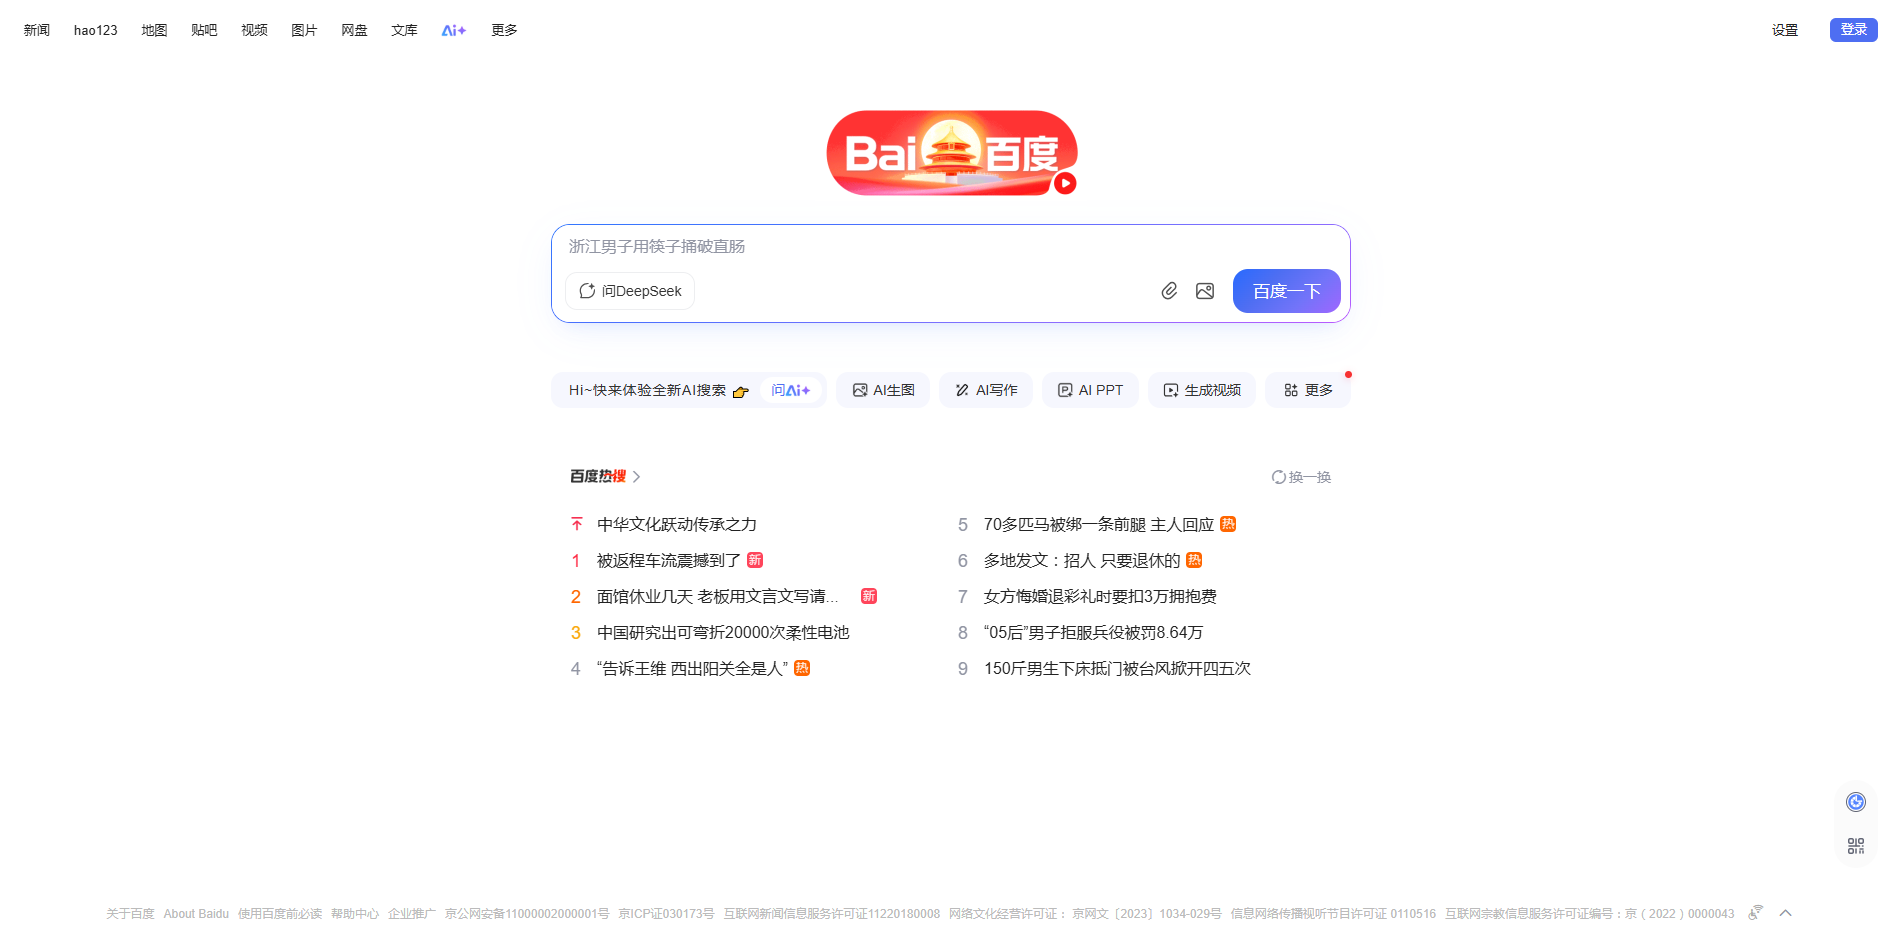 新闻 hao123 地图 贴吧 视频 图片 网盘 文库 Ai+ 更多 设置 登录
Bai 百度
浙江男子用筷子捅破直肠
问DeepSeek 百度一下
Hi~快来体验全新AI搜索 问Ai+ AI生图 AI写作 AI PPT 生成视频 更多
百度热搜 换一换
中华文化跃动传承之力
1 被返程车流震撼到了 新
2 面馆休业几天 老板用文言文写请... 新
3 中国研究出可弯折20000次柔性电池
4 “告诉王维 西出阳关全是人” 热
5 70多匹马被绑一条前腿 主人回应 热
6 多地发文：招人 只要退休的 热
7 女方悔婚退彩礼时要扣3万拥抱费
8 “05后”男子拒服兵役被罚8.64万
9 150斤男生下床抵门被台风掀开四五次
关于百度 About Baidu 使用百度前必读 帮助中心 企业推广 京公网安备11000002000001号 京ICP证030173号 互联网新闻信息服务许可证11220180008 网络文化经营许可证： 京网文〔2023〕1034-029号 信息网络传播视听节目许可证 0110516 互联网宗教信息服务许可证编号：京（2022）0000043